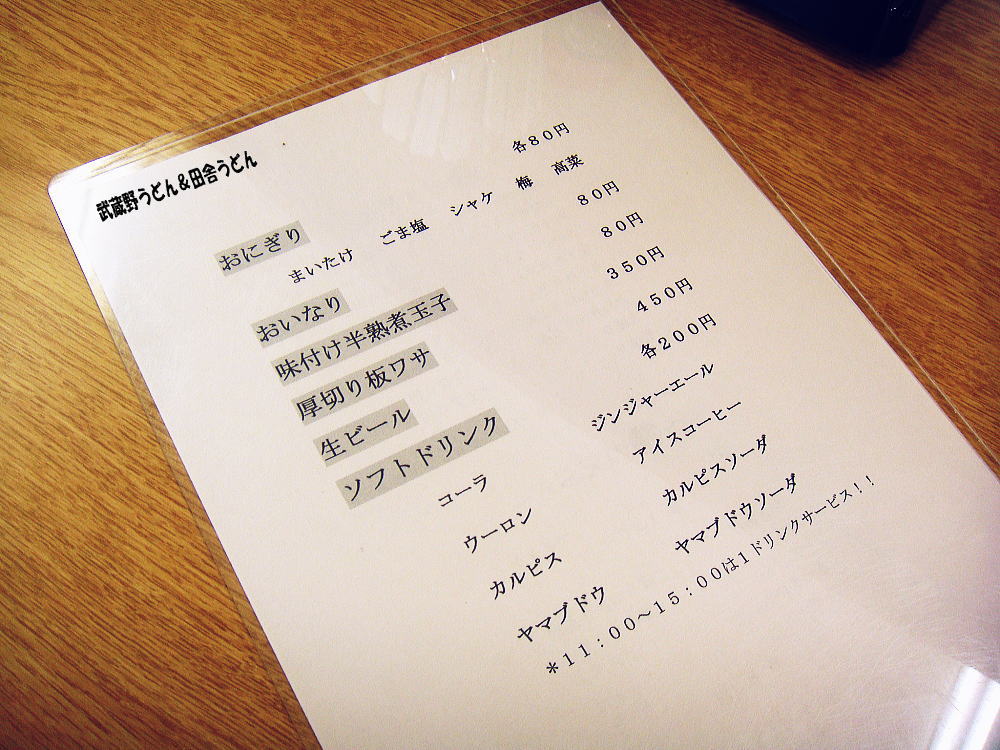 武蔵野うどん＆田舎うどん
おにぎり 各８０円
まいたけ ごま塩 シャケ 梅 高菜
おいなり ８０円
味付け半熟煮玉子 ８０円
厚切り板ワサ ３５０円
生ビール ４５０円
ソフトドリンク 各２００円
コーラ ジンジャーエール
ウーロン アイスコーヒー
カルピス カルピスソーダ
ヤマブドウ ヤマブドウソーダ
＊１１：００～１５：００は１ドリンクサービス！！